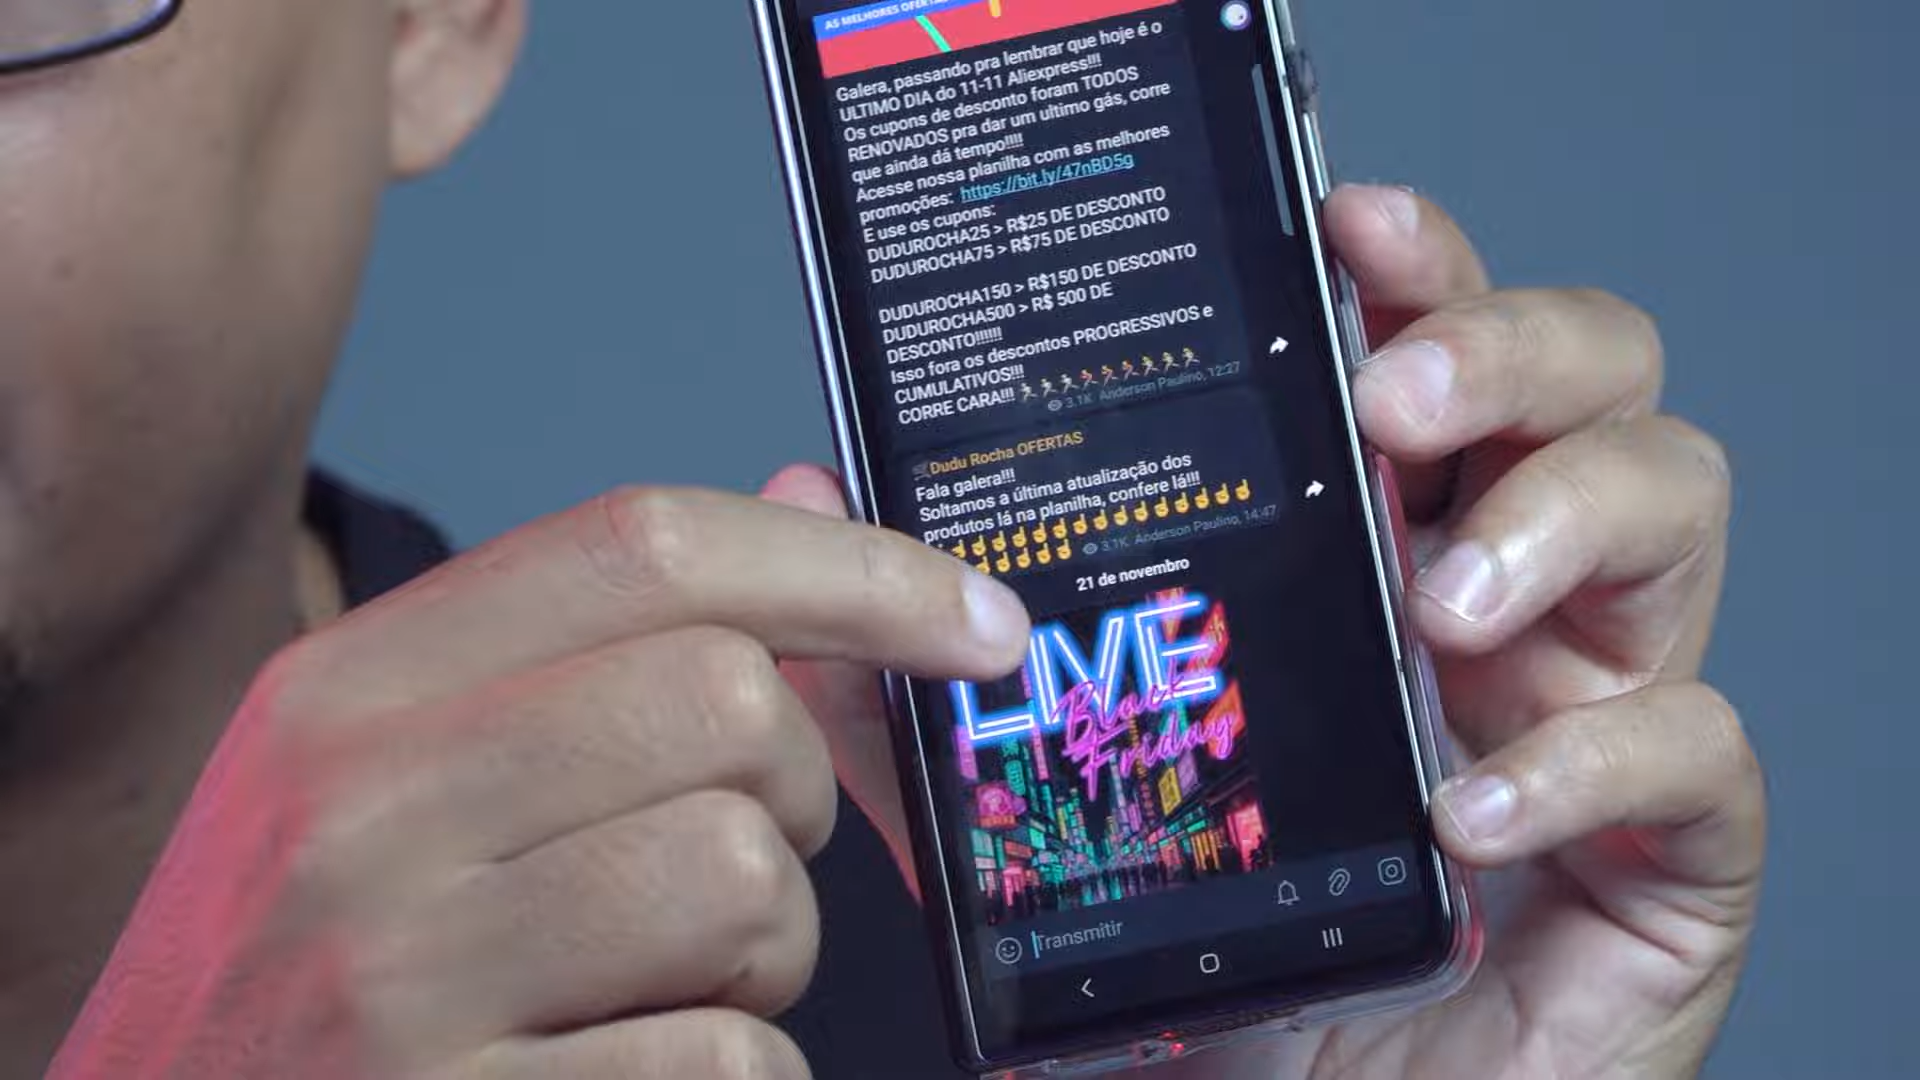 AS MELHORES OFERTAS
Galera, passando pra lembrar que hoje é o
ULTIMO DIA do 11-11 Aliexpress!!!
Os cupons de desconto foram TODOS
RENOVADOS pra dar um ultimo gás, corre
que ainda dá tempo!!!!
Acesse nossa planilha com as melhores
promoções: https://bit.ly/47nBD5g
E use os cupons:
DUDUROCHA25 > R$25 DE DESCONTO
DUDUROCHA75 > R$75 DE DESCONTO
DUDUROCHA150 > R$150 DE DESCONTO
DUDUROCHA500 > R$ 500 DE
DESCONTO!!!!!!
Isso fora os descontos PROGRESSIVOS e
CUMULATIVOS!!!
CORRE CARA!!! 🏃🏃🏃🏃🏃🏃🏃🏃🏃
3.1K Anderson Paulino, 12:27
Dudu Rocha OFERTAS
Fala galera!!!
Soltamos a última atualização dos
produtos lá na planilha, confere lá!!!
3.1K Anderson Paulino, 14:47
21 de novembro
LIVE
Black
Friday
Transmitir